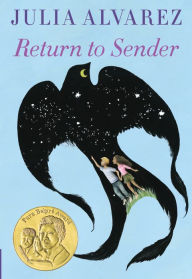 JULIA ALVAREZ
Return to Sender
Pura Belpré Award